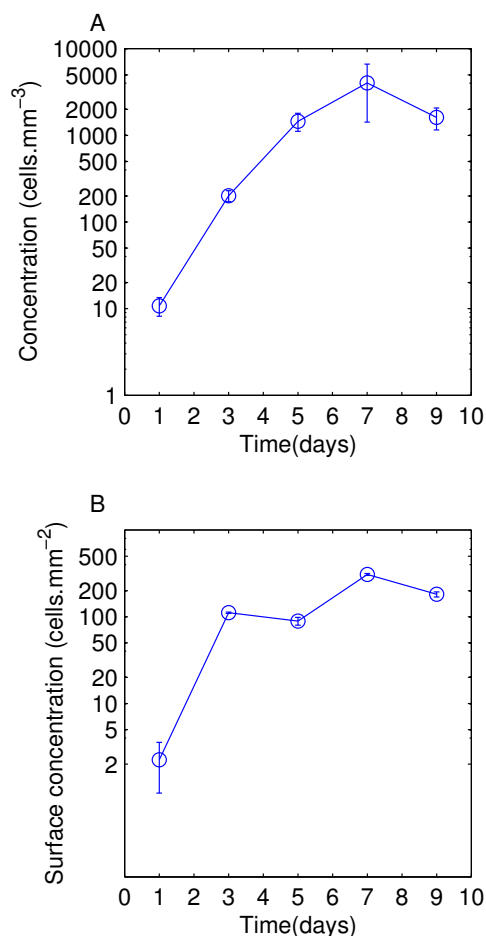 A
Concentration (cells.mm−3)
10000
5000
2000
1000
500
200
100
50
20
10
1
0 1 2 3 4 5 6 7 8 9 10
Time(days)
B
Surface concentration (cells.mm−2)
500
200
100
50
20
10
5
2
0 1 2 3 4 5 6 7 8 9 10
Time(days)